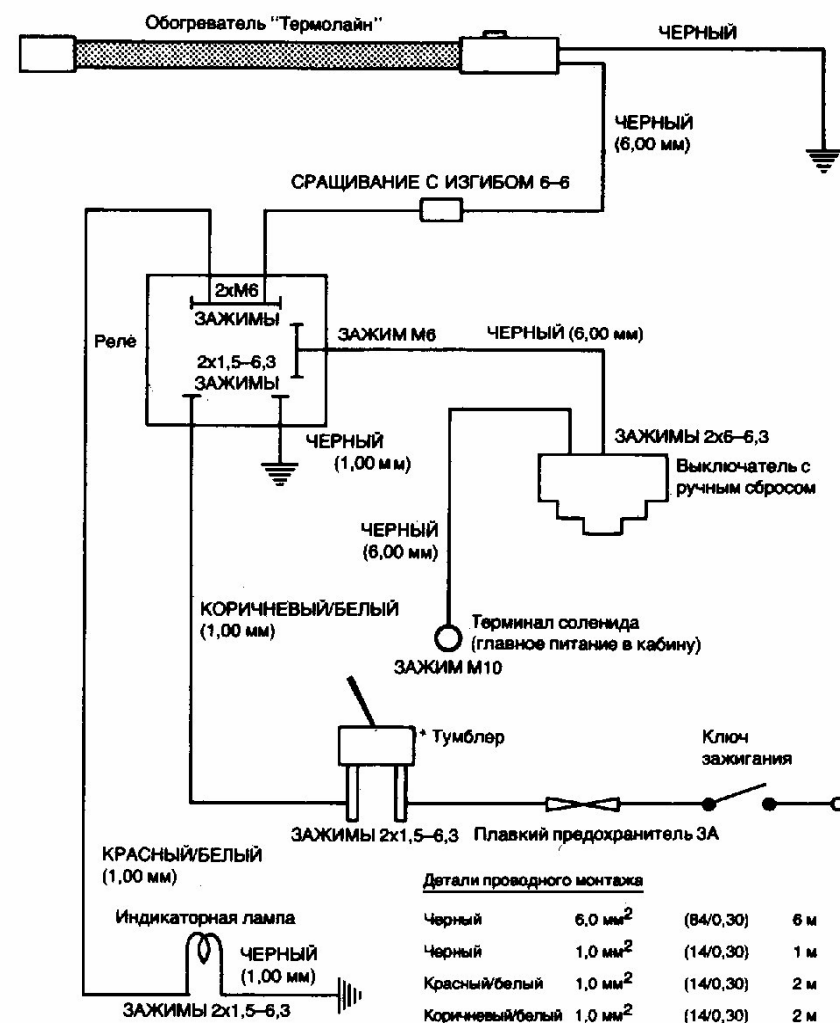 Обогреватель "Термолайн"
ЧЕРНЫЙ
ЧЕРНЫЙ
(6,00 мм)
СРАЩИВАНИЕ С ИЗГИБОМ 6–6
2xМ6
ЗАЖИМЫ
Реле
ЗАЖИМ М6
ЧЕРНЫЙ (6,00 мм)
2x1,5–6,3
ЗАЖИМЫ
ЧЕРНЫЙ
(1,00 мм)
ЗАЖИМЫ 2x6–6,3
Выключатель с
ручным сбросом
ЧЕРНЫЙ
(6,00 мм)
КОРИЧНЕВЫЙ/БЕЛЫЙ
(1,00 мм)
Терминал соленида
(главное питание в кабину)
ЗАЖИМ М10
* Тумблер
Ключ
зажигания
ЗАЖИМЫ 2x1,5–6,3
Плавкий предохранитель 3А
КРАСНЫЙ/БЕЛЫЙ
(1,00 мм)
Детали проводного монтажа
Черный 6,0 мм² (84/0,30) 6 м
Черный 1,0 мм² (14/0,30) 1 м
Красный/белый 1,0 мм² (14/0,30) 2 м
Коричневый/белый 1,0 мм² (14/0,30) 2 м
Индикаторная лампа
ЧЕРНЫЙ
(1,00 мм)
ЗАЖИМЫ 2x1,5–6,3